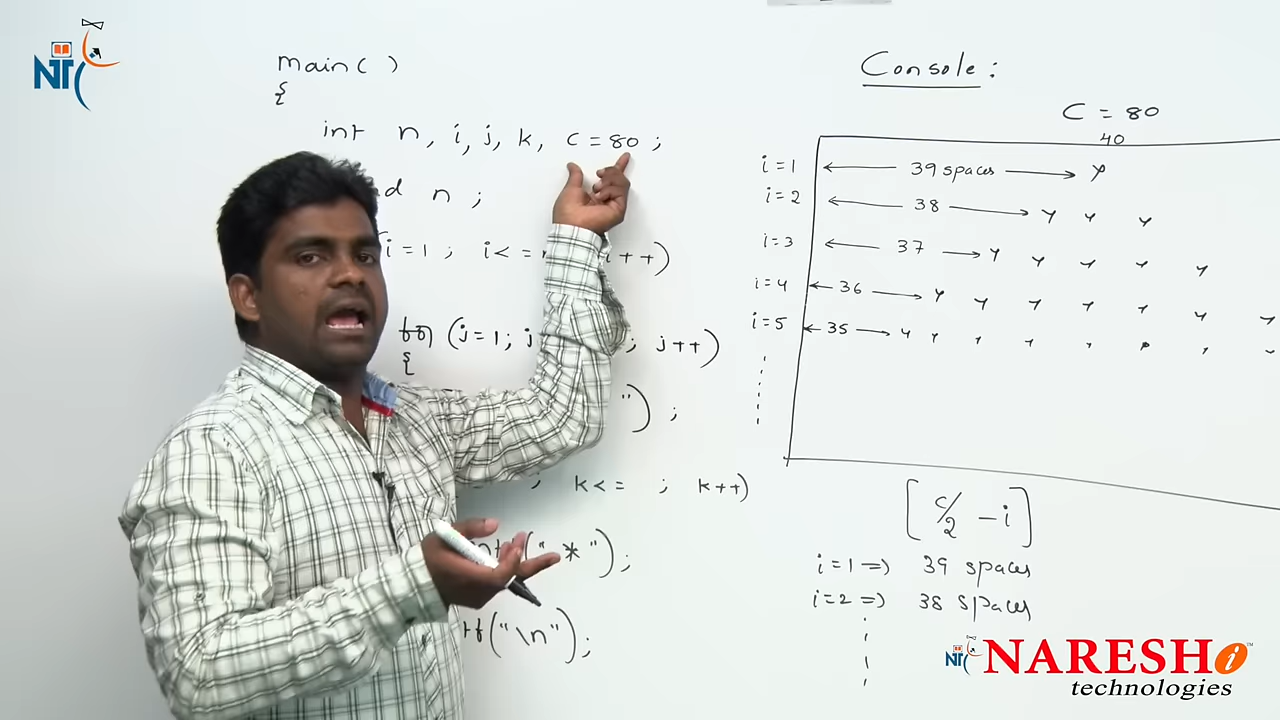 NTC
main( )
{
int n, i, j, k, c = 80 ;
n ;
i = 1 ; i < =
i + + )
for (j = 1 ; j
; j + + )
{
" ) ;
; k < = ; k + + )
( " * " ) ;
( " \n " ) ;
Console :
C = 80
40
i = 1 39 spaces *
i = 2 38 * * *
i = 3 37 * * * * *
i = 4 36 * * * * * * *
i = 5 35 * * * * * * * *
[ c/2 - i ]
i = 1 => 39 spaces
i = 2 => 38 spaces
NARESH i
technologies